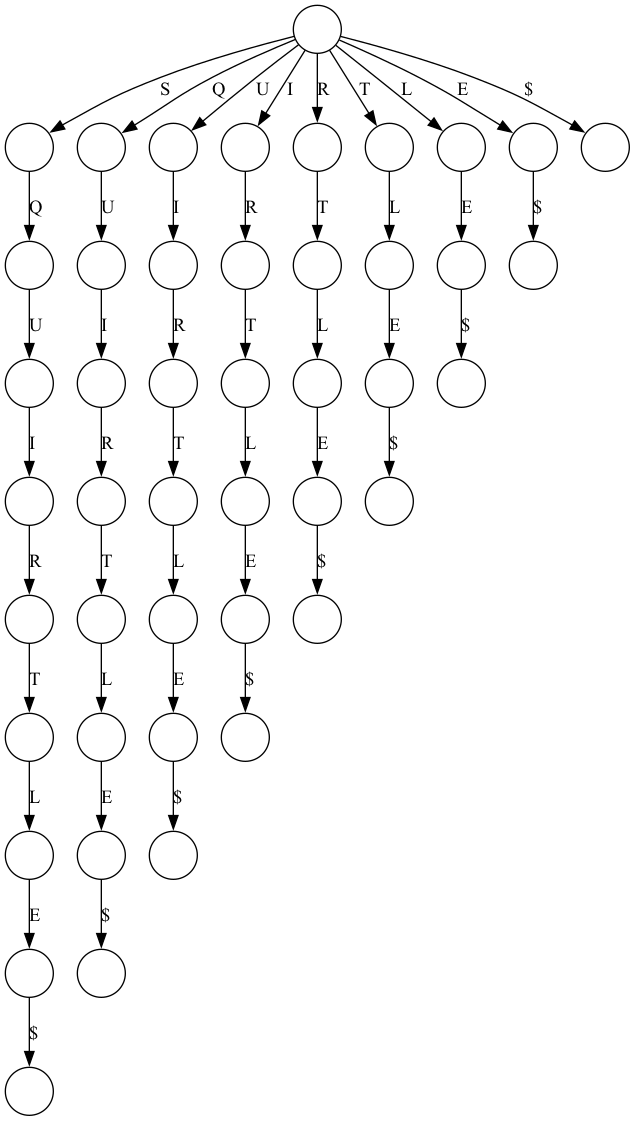 S Q U I R T L E $
Q U I R T L E $
U I R T L E $
I R T L E $
R T L E $
T L E $
L E $
E $
$